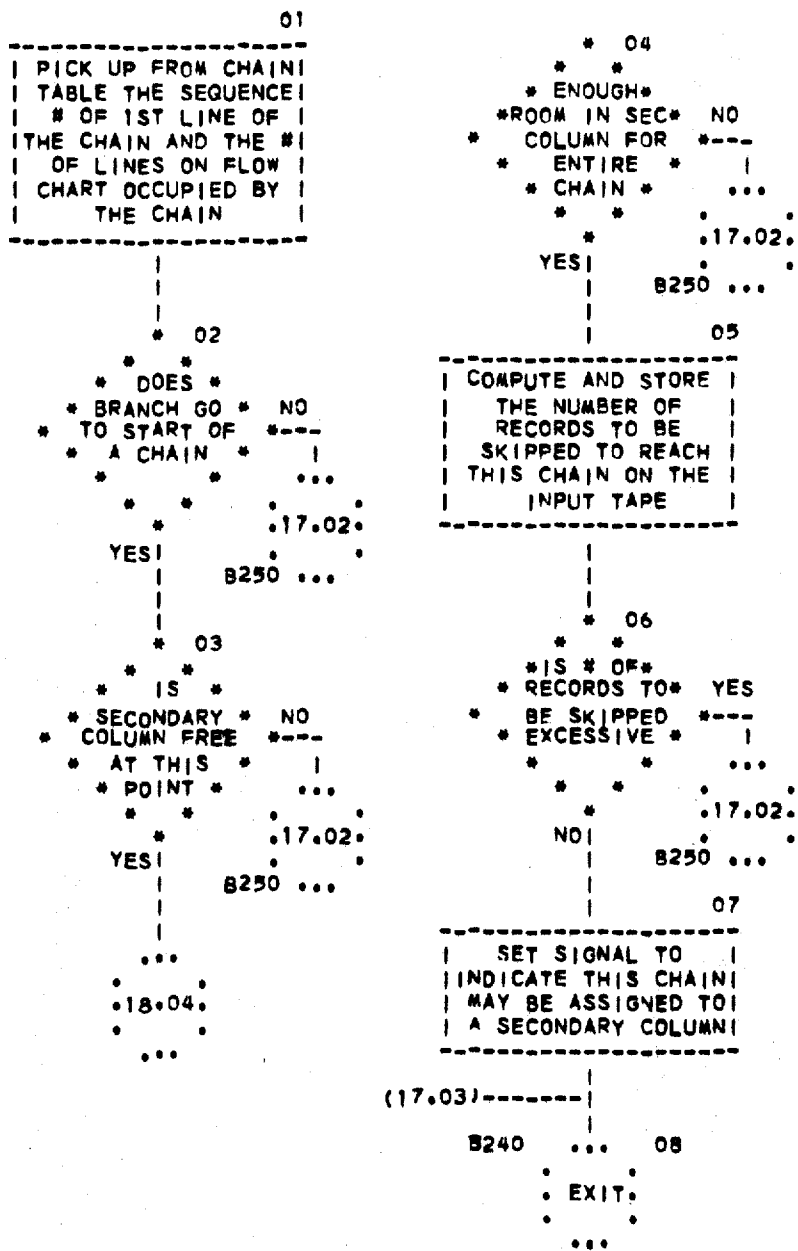 01
PICK UP FROM CHAIN
TABLE THE SEQUENCE
# OF 1ST LINE OF
THE CHAIN AND THE #
OF LINES ON FLOW
CHART OCCUPIED BY
THE CHAIN
02
DOES
BRANCH GO NO
TO START OF
A CHAIN
.17.02.
YES
B250
03
IS
SECONDARY NO
COLUMN FREE
AT THIS
POINT
.17.02.
YES
B250
.18.04.
04
ENOUGH
ROOM IN SEC NO
COLUMN FOR
ENTIRE
CHAIN
.17.02.
YES
B250
05
COMPUTE AND STORE
THE NUMBER OF
RECORDS TO BE
SKIPPED TO REACH
THIS CHAIN ON THE
INPUT TAPE
06
IS # OF
RECORDS TO YES
BE SKIPPED
EXCESSIVE
.17.02.
NO
B250
07
SET SIGNAL TO
INDICATE THIS CHAIN
MAY BE ASSIGNED TO
A SECONDARY COLUMN
(17.03)
B240 08
. EXIT.